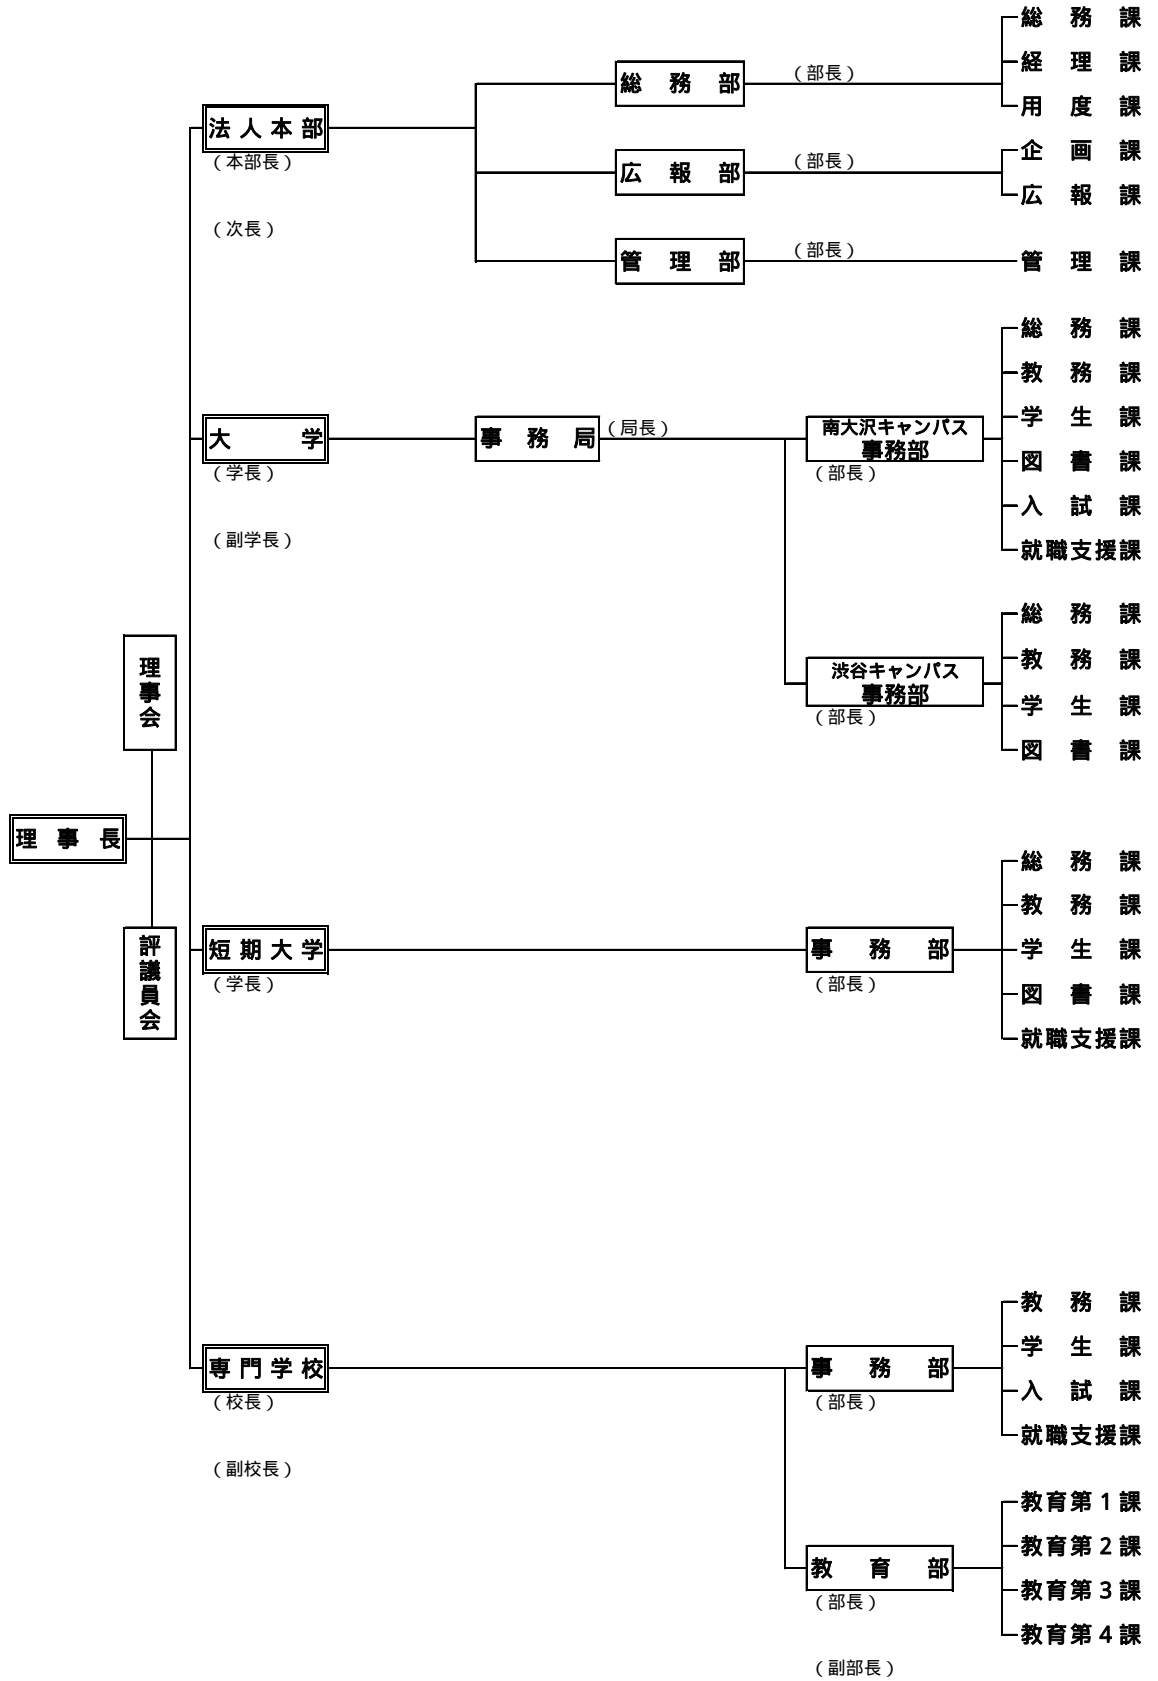 総務課
経理課
総務部
（部長）
用度課
法人本部
（本部長）
企画課
広報部
（部長）
広報課
（次長）
管理部
（部長）
管理課
総務課
教務課
学生課
大学
（学長）
事務局
（局長）
南大沢キャンパス
事務部
（部長）
図書課
入試課
（副学長）
就職支援課
総務課
教務課
渋谷キャンパス
事務部
（部長）
学生課
図書課
理事会
理事長
評議員会
総務課
教務課
短期大学
（学長）
事務部
（部長）
学生課
図書課
就職支援課
教務課
学生課
専門学校
（校長）
事務部
（部長）
入試課
就職支援課
（副校長）
教育第1課
教育第2課
教育部
（部長）
教育第3課
教育第4課
（副部長）